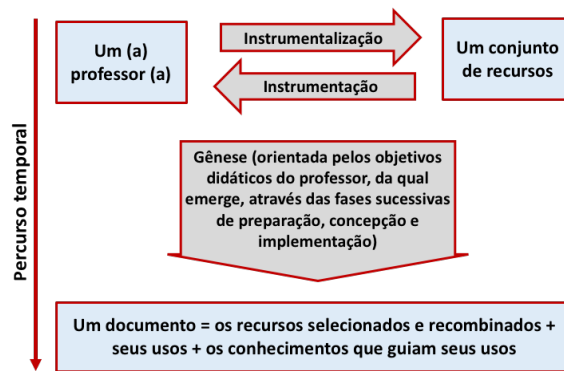 Um (a)
professor (a)
Instrumentalização
Instrumentação
Um conjunto
de recursos
Percurso temporal
Gênese (orientada pelos objetivos
didáticos do professor, da qual
emerge, através das fases sucessivas
de preparação, concepção e
implementação)
Um documento = os recursos selecionados e recombinados +
seus usos + os conhecimentos que guiam seus usos